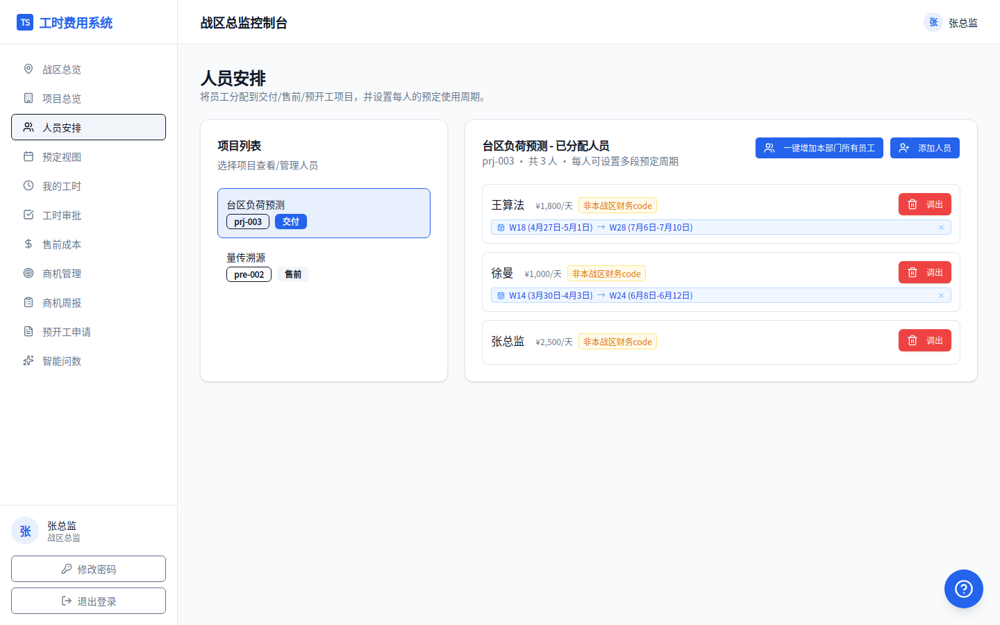 TS 工时费用系统
战区总监控制台
张 张总监
战区总览
项目总览
人员安排
预定视图
我的工时
工时审批
售前成本
商机管理
商机周报
预开工申请
智能问数
张
张总监
战区总监
修改密码
退出登录
人员安排
将员工分配到交付/售前/预开工项目，并设置每人的预定使用周期。
项目列表
选择项目查看/管理人员
台区负荷预测
prj-003 交付
量传溯源
pre-002 售前
台区负荷预测 - 已分配人员
prj-003 • 共 3 人 • 每人可设置多段预定周期
一键增加本部门所有员工 添加人员
王算法 ¥1,800/天 非本战区财务code 调出
W18 (4月27日-5月1日) → W28 (7月6日-7月10日)
徐曼 ¥1,000/天 非本战区财务code 调出
W14 (3月30日-4月3日) → W24 (6月8日-6月12日)
张总监 ¥2,500/天 非本战区财务code 调出